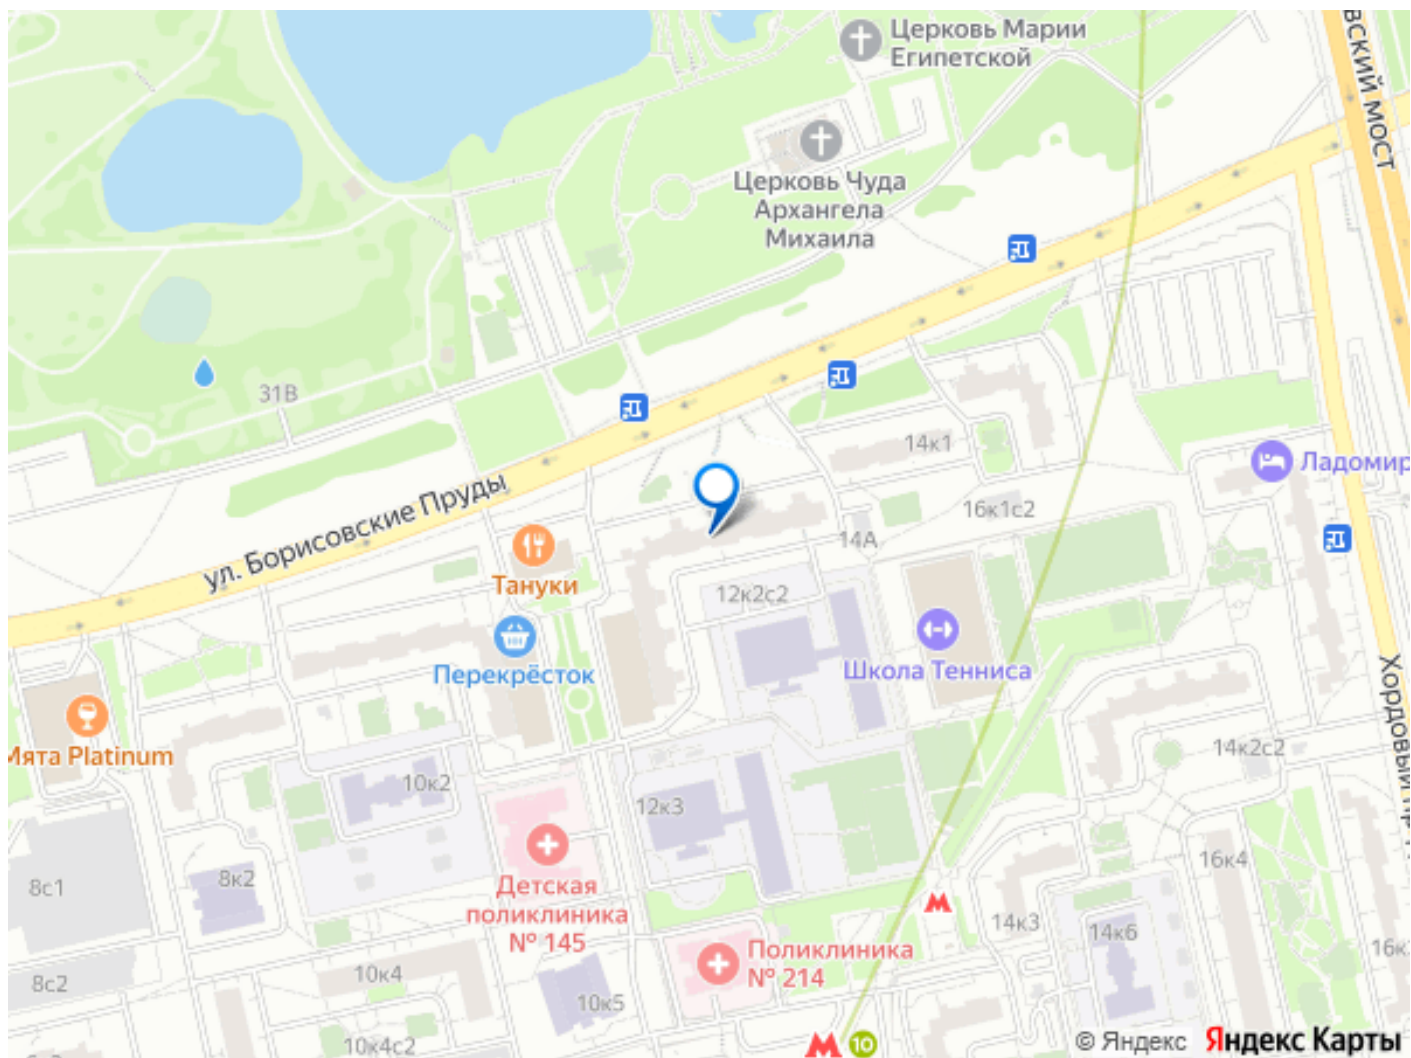 Церковь Марии
Египетской
вский мост
Церковь Чуда
Архангела
Михаила
31В
14к1
Ладомир
ул. Борисовские Пруды
16к1с2
14А
Тануки
12к2с2
Перекрёсток
Школа Тенниса
Мята Platinum
14к2с2
Хордовый пр
10к2
12к3
8с1
8к2
16к4
Детская
поликлиника
№ 145
14к3
14к6
Поликлиника
№ 214
16к
8с2
10к4
10к5
10к4с2
10
© Яндекс
Яндекс Карты